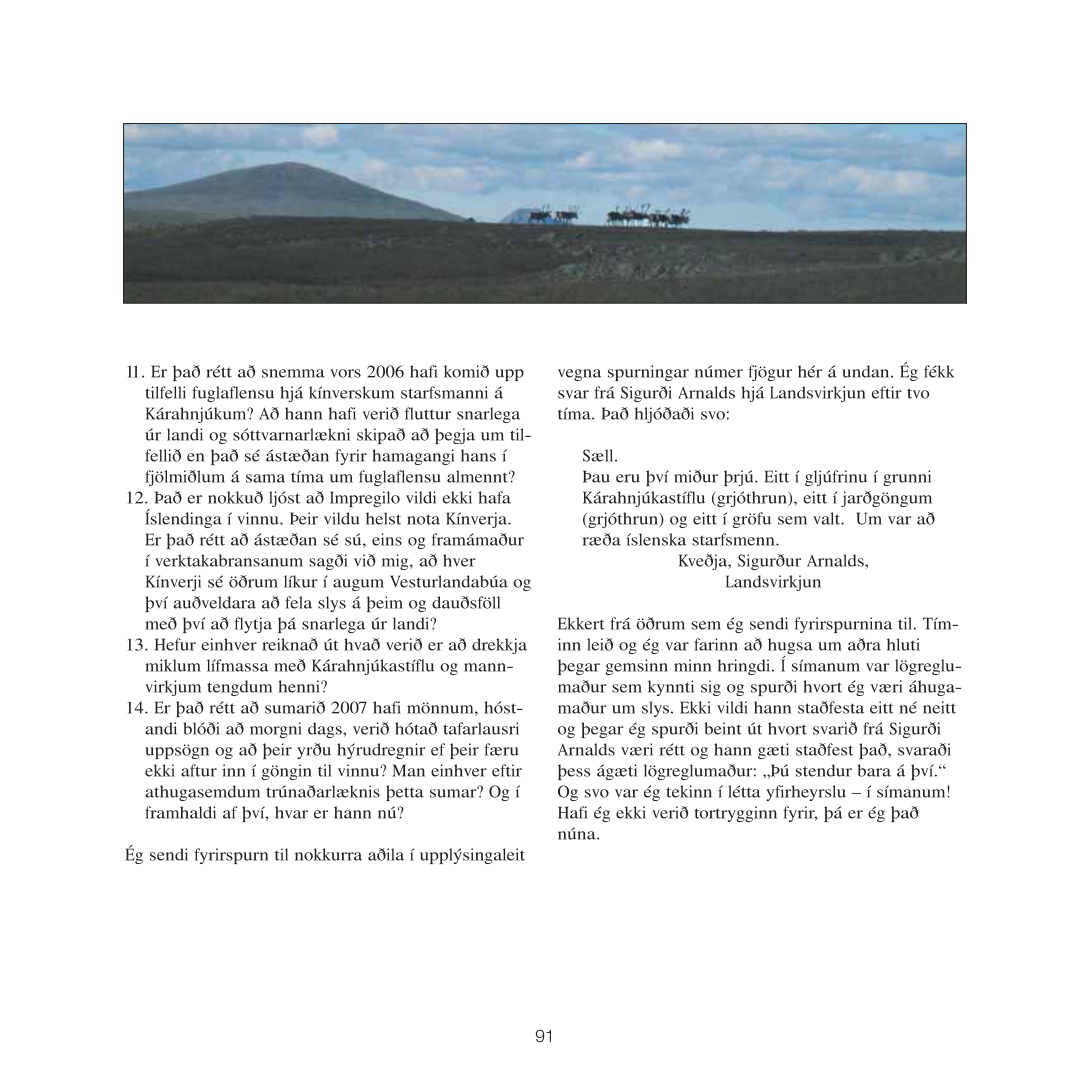 11. Er það rétt að snemma vors 2006 hafi komið upp
tilfelli fuglaflensu hjá kínverskum starfsmanni á
Kárahnjúkum? Að hann hafi verið fluttur snarlega
úr landi og sóttvarnarlækni skipað að þegja um til-
fellið en það sé ástæðan fyrir hamagangi hans í
fjölmiðlum á sama tíma um fuglaflensu almennt?
12. Það er nokkuð ljóst að Impregilo vildi ekki hafa
Íslendinga í vinnu. Þeir vildu helst nota Kínverja.
Er það rétt að ástæðan sé sú, eins og framámaður
í verktakabransanum sagði við mig, að hver
Kínverji sé öðrum líkur í augum Vesturlandabúa og
því auðveldara að fela slys á þeim og dauðsföll
með því að flytja þá snarlega úr landi?
13. Hefur einhver reiknað út hvað verið er að drekkja
miklum lífmassa með Kárahnjúkastíflu og mann-
virkjum tengdum henni?
14. Er það rétt að sumarið 2007 hafi mönnum, hóst-
andi blóði að morgni dags, verið hótað tafarlausri
uppsögn og að þeir yrðu hýrudregnir ef þeir færu
ekki aftur inn í göngin til vinnu? Man einhver eftir
athugasemdum trúnaðarlæknis þetta sumar? Og í
framhaldi af því, hvar er hann nú?
Ég sendi fyrirspurn til nokkurra aðila í upplýsingaleit
vegna spurningar númer fjögur hér á undan. Ég fékk
svar frá Sigurði Arnalds hjá Landsvirkjun eftir tvo
tíma. Það hljóðaði svo:
Sæll.
Þau eru því miður þrjú. Eitt í gljúfrinu í grunni
Kárahnjúkastíflu (grjóthrun), eitt í jarðgöngum
(grjóthrun) og eitt í gröfu sem valt.  Um var að
ræða íslenska starfsmenn.
Kveðja, Sigurður Arnalds,
Landsvirkjun
Ekkert frá öðrum sem ég sendi fyrirspurnina til. Tím-
inn leið og ég var farinn að hugsa um aðra hluti
þegar gemsinn minn hringdi. Í símanum var lögreglu-
maður sem kynnti sig og spurði hvort ég væri áhuga-
maður um slys. Ekki vildi hann staðfesta eitt né neitt
og þegar ég spurði beint út hvort svarið frá Sigurði
Arnalds væri rétt og hann gæti staðfest það, svaraði
þess ágæti lögreglumaður: „Þú stendur bara á því.“
Og svo var ég tekinn í létta yfirheyrslu – í símanum!
Hafi ég ekki verið tortrygginn fyrir, þá er ég það
núna.
91